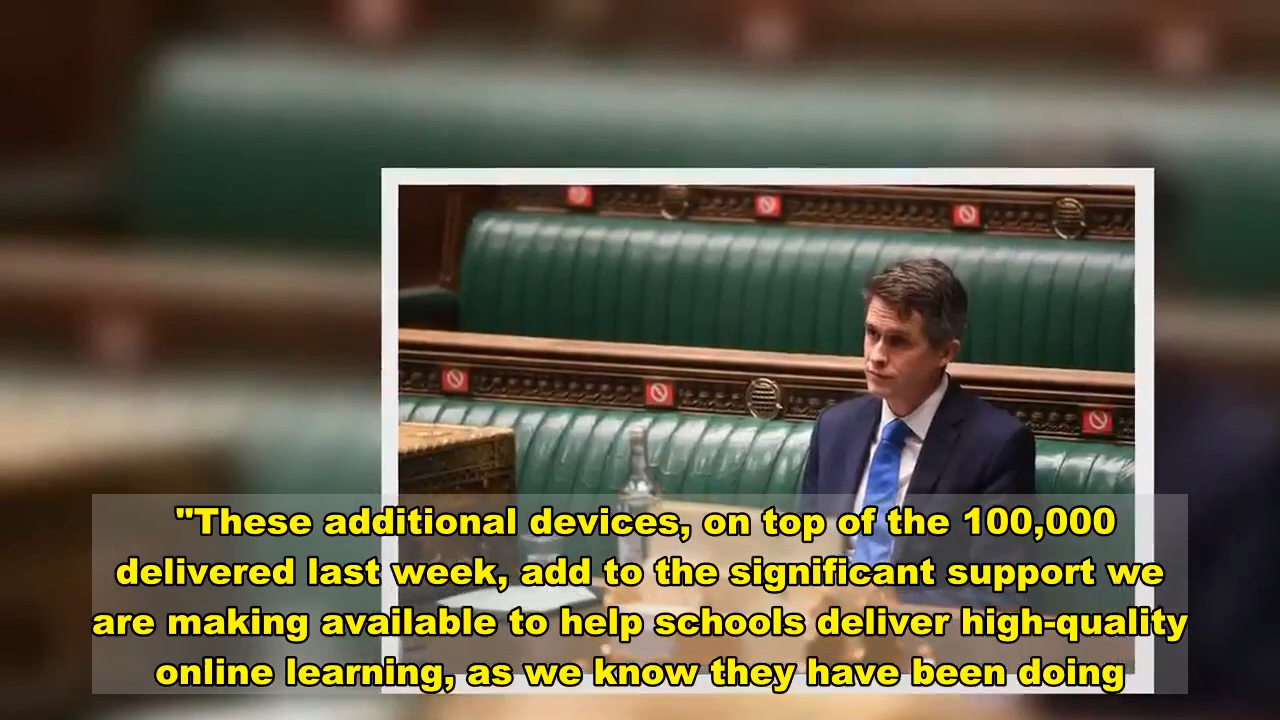 "These additional devices, on top of the 100,000
delivered last week, add to the significant support we
are making available to help schools deliver high-quality
online learning, as we know they have been doing